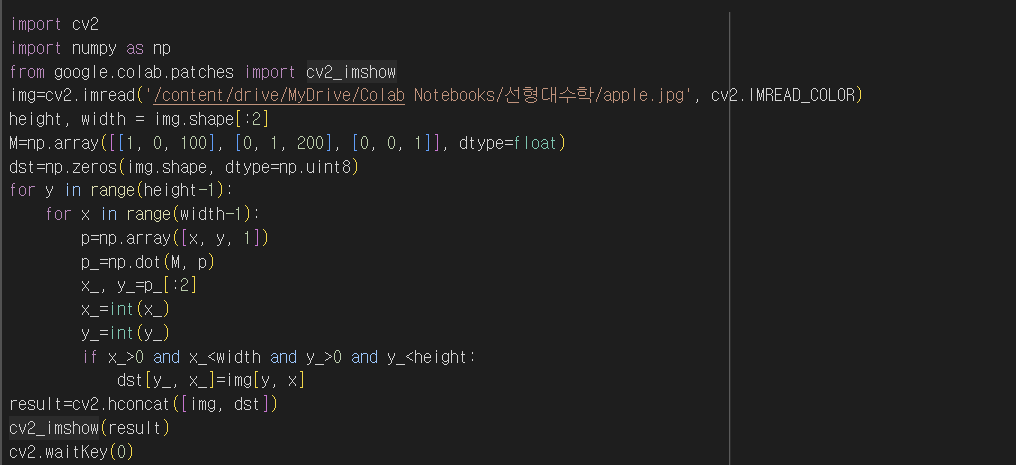 import cv2
import numpy as np
from google.colab.patches import cv2_imshow
img=cv2.imread('/content/drive/MyDrive/Colab Notebooks/선형대수학/apple.jpg', cv2.IMREAD_COLOR)
height, width = img.shape[:2]
M=np.array([[1, 0, 100], [0, 1, 200], [0, 0, 1]], dtype=float)
dst=np.zeros(img.shape, dtype=np.uint8)
for y in range(height-1):
    for x in range(width-1):
        p=np.array([x, y, 1])
        p_=np.dot(M, p)
        x_, y_=p_[:2]
        x_=int(x_)
        y_=int(y_)
        if x_>0 and x_<width and y_>0 and y_<height:
            dst[y_, x_]=img[y, x]
result=cv2.hconcat([img, dst])
cv2_imshow(result)
cv2.waitKey(0)